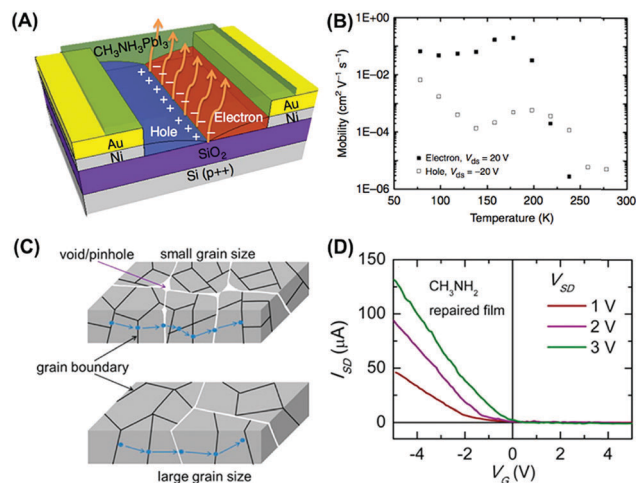 (A)
CH₃NH₃PbI₃
Au
Ni
Hole
Electron
Au
Ni
SiO₂
Si (p++)
(B)
Mobility (cm² V⁻¹ s⁻¹)
1E+0
1E−02
1E−04
1E−06
50 100 150 200 250 300
Temperature (K)
Electron, Vds = 20 V
Hole, Vds = −20 V
(C)
void/pinhole
small grain size
grain boundary
large grain size
(D)
ISD (μA)
150
100
50
0
-4 -2 0 2 4
VG (V)
CH₃NH₂
repaired film
VSD
1 V
2 V
3 V